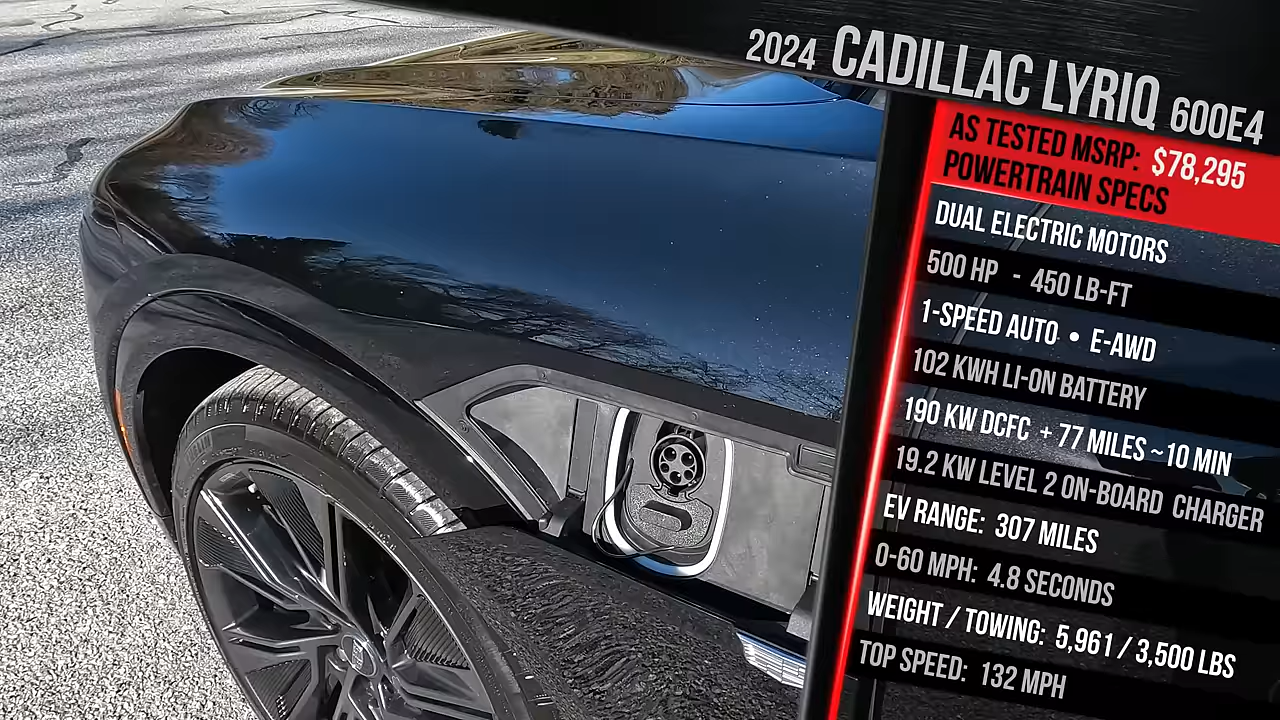 2024 CADILLAC LYRIQ 600E4
AS TESTED MSRP: $78,295
POWERTRAIN SPECS
DUAL ELECTRIC MOTORS
500 HP - 450 LB-FT
1-SPEED AUTO • E-AWD
102 KWH LI-ON BATTERY
190 KW DCFC + 77 MILES ~10 MIN
19.2 KW LEVEL 2 ON-BOARD CHARGER
EV RANGE: 307 MILES
0-60 MPH: 4.8 SECONDS
WEIGHT / TOWING: 5,961 / 3,500 LBS
TOP SPEED: 132 MPH